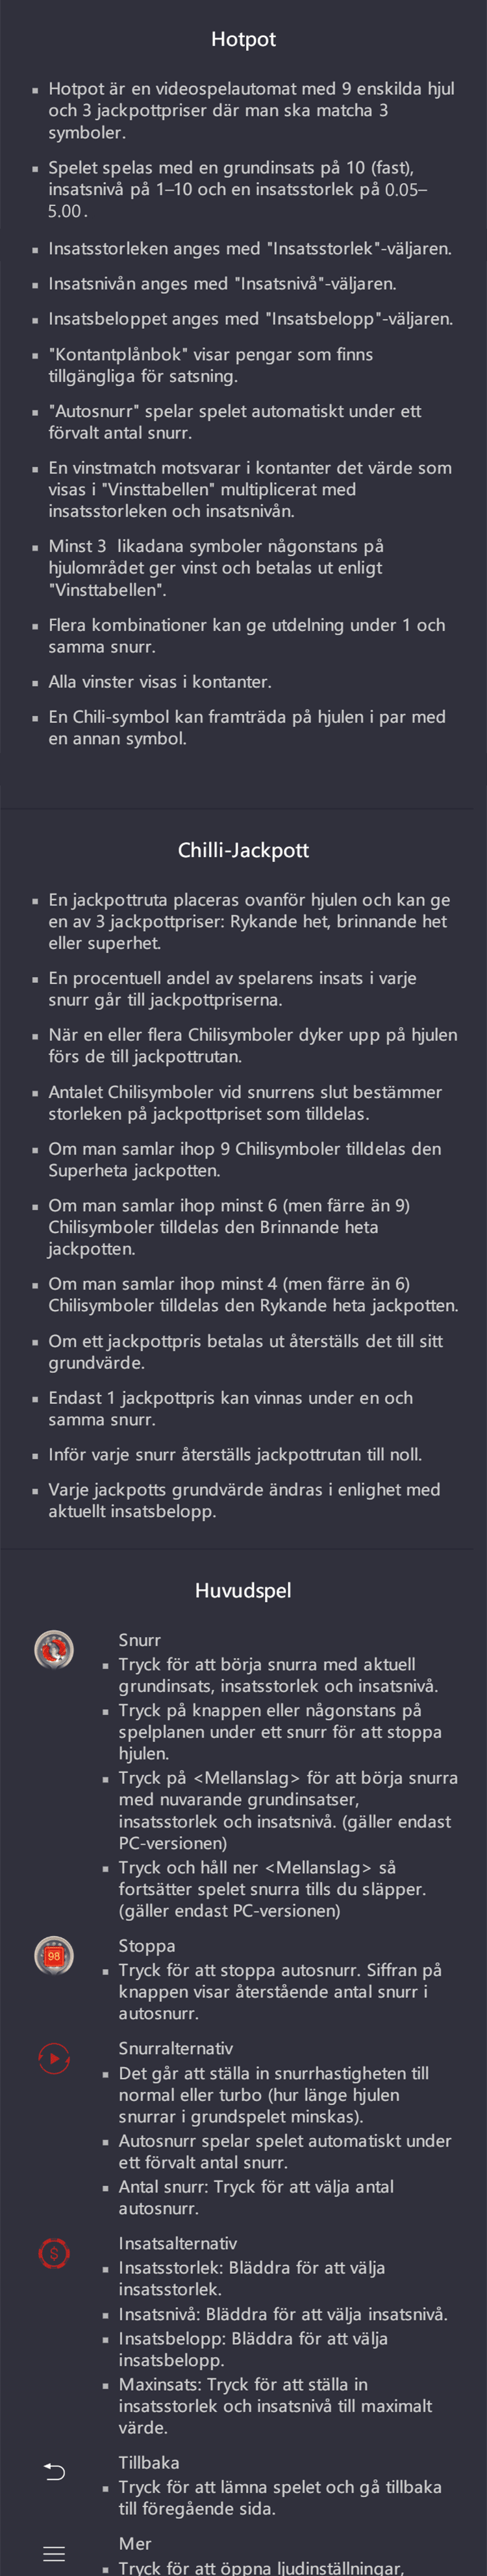 Hotpot
▪ Hotpot är en videospelautomat med 9 enskilda hjul
och 3 jackpottpriser där man ska matcha 3
symboler.
▪ Spelet spelas med en grundinsats på 10 (fast),
insatsnivå på 1–10 och en insatsstorlek på 0.05–
5.00.
▪ Insatsstorleken anges med "Insatsstorlek"-väljaren.
▪ Insatsnivån anges med "Insatsnivå"-väljaren.
▪ Insatsbeloppet anges med "Insatsbelopp"-väljaren.
▪ "Kontantplånbok" visar pengar som finns
tillgängliga för satsning.
▪ "Autosnurr" spelar spelet automatiskt under ett
förvalt antal snurr.
▪ En vinstmatch motsvarar i kontanter det värde som
visas i "Vinsttabellen" multiplicerat med
insatsstorleken och insatsnivån.
▪ Minst 3 likadana symboler någonstans på
hjulområdet ger vinst och betalas ut enligt
"Vinsttabellen".
▪ Flera kombinationer kan ge utdelning under 1 och
samma snurr.
▪ Alla vinster visas i kontanter.
▪ En Chili-symbol kan framträda på hjulen i par med
en annan symbol.
Chilli-Jackpott
▪ En jackpottruta placeras ovanför hjulen och kan ge
en av 3 jackpottpriser: Rykande het, brinnande het
eller superhet.
▪ En procentuell andel av spelarens insats i varje
snurr går till jackpottpriserna.
▪ När en eller flera Chilisymboler dyker upp på hjulen
förs de till jackpottrutan.
▪ Antalet Chilisymboler vid snurrens slut bestämmer
storleken på jackpottpriset som tilldelas.
▪ Om man samlar ihop 9 Chilisymboler tilldelas den
Superheta jackpotten.
▪ Om man samlar ihop minst 6 (men färre än 9)
Chilisymboler tilldelas den Brinnande heta
jackpotten.
▪ Om man samlar ihop minst 4 (men färre än 6)
Chilisymboler tilldelas den Rykande heta jackpotten.
▪ Om ett jackpottpris betalas ut återställs det till sitt
grundvärde.
▪ Endast 1 jackpottpris kan vinnas under en och
samma snurr.
▪ Inför varje snurr återställs jackpottrutan till noll.
▪ Varje jackpotts grundvärde ändras i enlighet med
aktuellt insatsbelopp.
Huvudspel
Snurr
▪ Tryck för att börja snurra med aktuell
grundinsats, insatsstorlek och insatsnivå.
▪ Tryck på knappen eller någonstans på
spelplanen under ett snurr för att stoppa
hjulen.
▪ Tryck på <Mellanslag> för att börja snurra
med nuvarande grundinsatser,
insatsstorlek och insatsnivå. (gäller endast
PC-versionen)
▪ Tryck och håll ner <Mellanslag> så
fortsätter spelet snurra tills du släpper.
(gäller endast PC-versionen)
98
Stoppa
▪ Tryck för att stoppa autosnurr. Siffran på
knappen visar återstående antal snurr i
autosnurr.
Snurralternativ
▪ Det går att ställa in snurrhastigheten till
normal eller turbo (hur länge hjulen
snurrar i grundspelet minskas).
▪ Autosnurr spelar spelet automatiskt under
ett förvalt antal snurr.
▪ Antal snurr: Tryck för att välja antal
autosnurr.
$
Insatsalternativ
▪ Insatsstorlek: Bläddra för att välja
insatsstorlek.
▪ Insatsnivå: Bläddra för att välja insatsnivå.
▪ Insatsbelopp: Bläddra för att välja
insatsbelopp.
▪ Maxinsats: Tryck för att ställa in
insatsstorlek och insatsnivå till maximalt
värde.
Tillbaka
▪ Tryck för att lämna spelet och gå tillbaka
till föregående sida.
Mer
▪ Tryck för att öppna ljudinställningar,